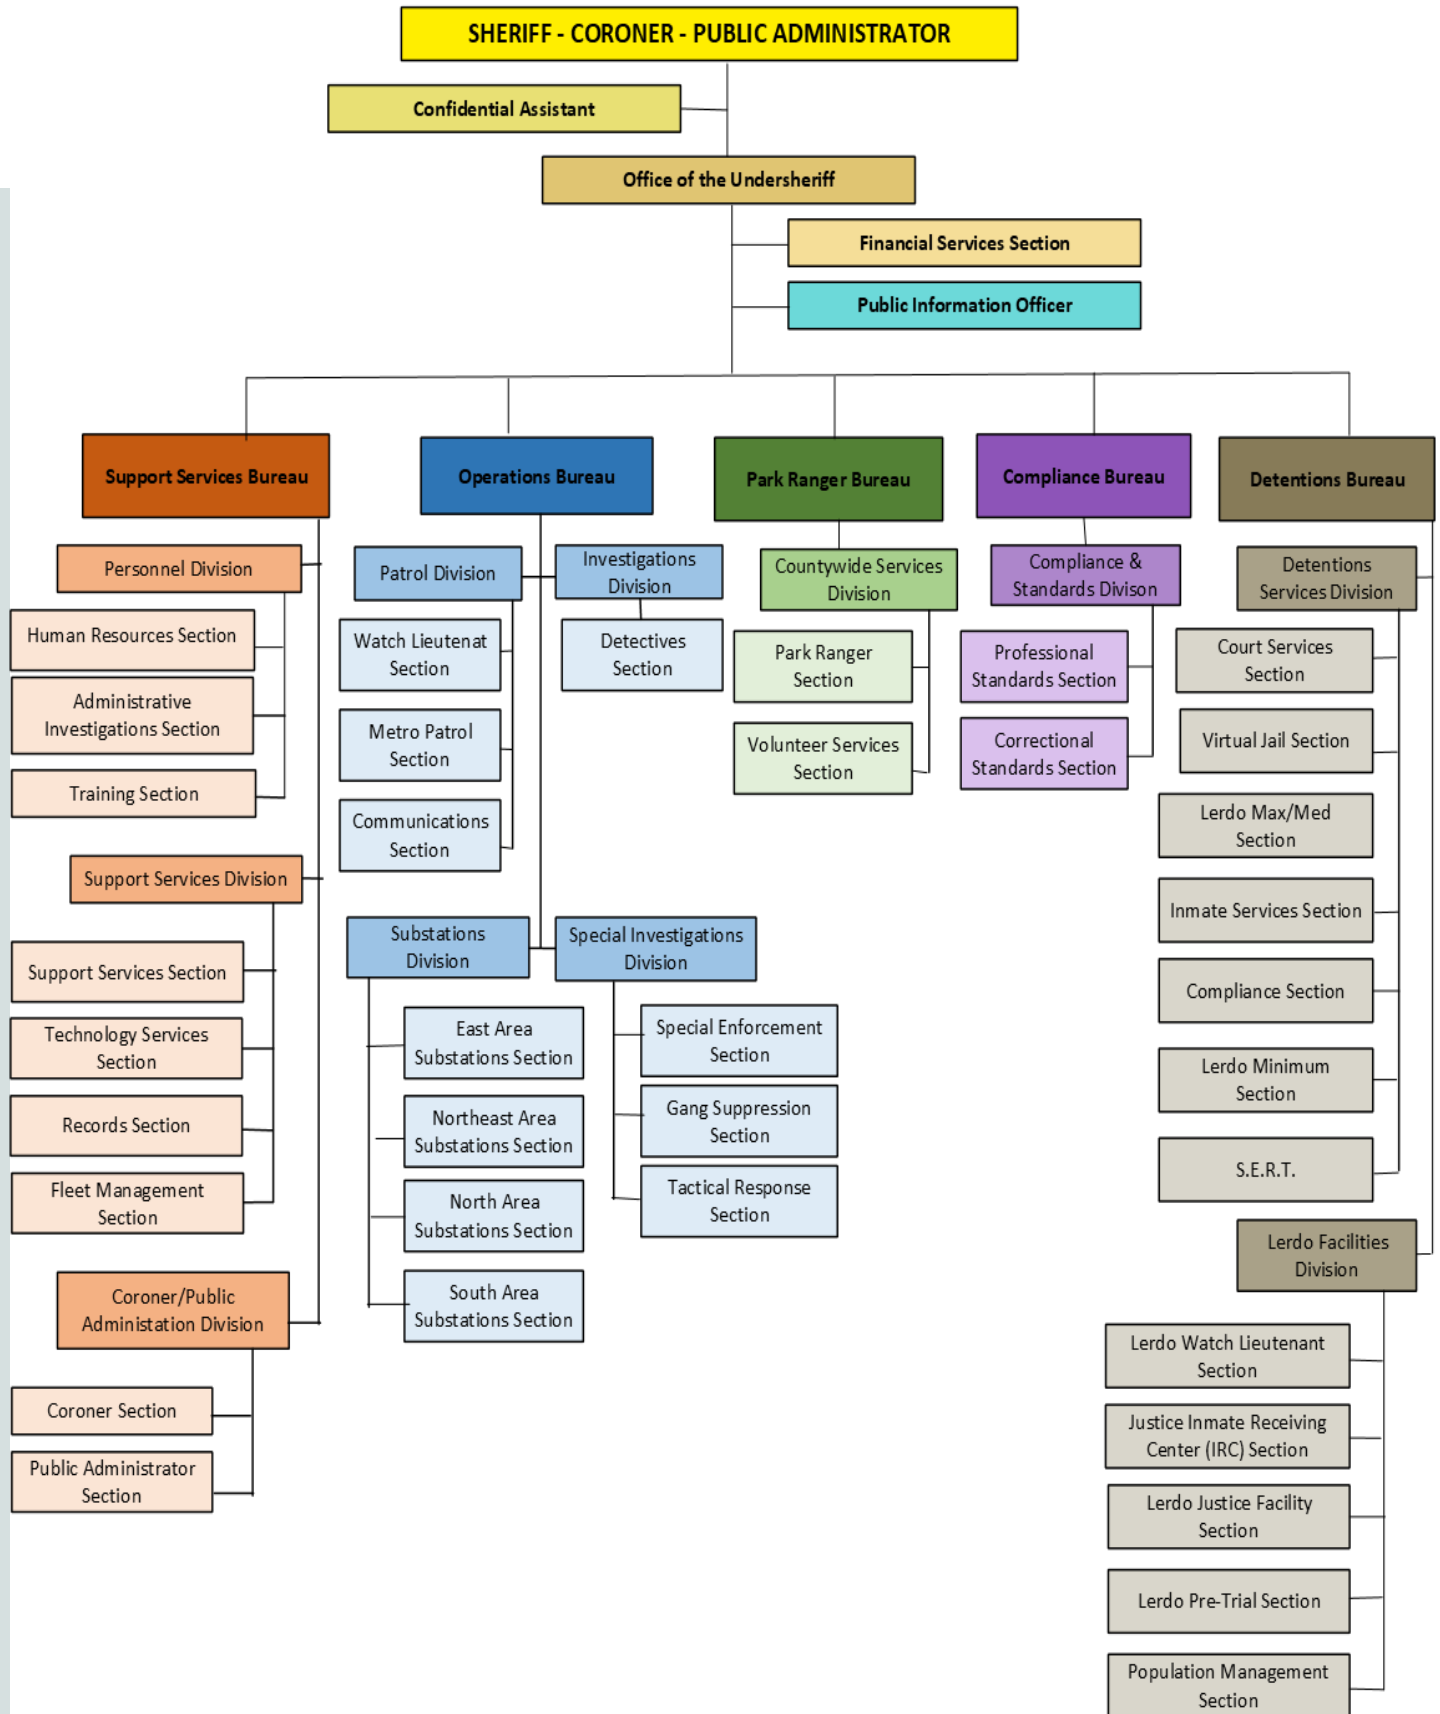 SHERIFF - CORONER - PUBLIC ADMINISTRATOR
Confidential Assistant
Office of the Undersheriff
Financial Services Section
Public Information Officer
Support Services Bureau
Personnel Division
Human Resources Section
Administrative
Investigations Section
Training Section
Support Services Division
Support Services Section
Technology Services
Section
Records Section
Fleet Management
Section
Coroner/Public
Administation Division
Coroner Section
Public Administrator
Section
Operations Bureau
Patrol Division
Watch Lieutenat
Section
Metro Patrol
Section
Communications
Section
Investigations
Division
Detectives
Section
Substations
Division
East Area
Substations Section
Northeast Area
Substations Section
North Area
Substations Section
South Area
Substations Section
Special Investigations
Division
Special Enforcement
Section
Gang Suppression
Section
Tactical Response
Section
Park Ranger Bureau
Countywide Services
Division
Park Ranger
Section
Volunteer Services
Section
Compliance Bureau
Compliance &
Standards Divison
Professional
Standards Section
Correctional
Standards Section
Detentions Bureau
Detentions
Services Division
Court Services
Section
Virtual Jail Section
Lerdo Max/Med
Section
Inmate Services Section
Compliance Section
Lerdo Minimum
Section
S.E.R.T.
Lerdo Facilities
Division
Lerdo Watch Lieutenant
Section
Justice Inmate Receiving
Center (IRC) Section
Lerdo Justice Facility
Section
Lerdo Pre-Trial Section
Population Management
Section